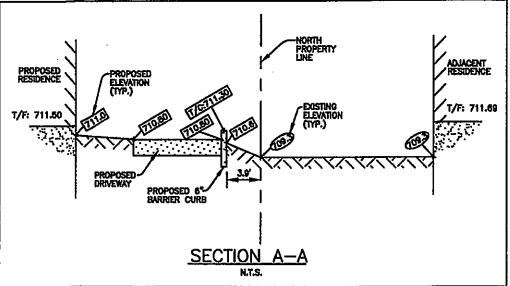 NORTH
PROPERTY
LINE
PROPOSED
RESIDENCE
PROPOSED
ELEVATION
(TYP.)
ADJACENT
RESIDENCE
T/F: 711.50
711.0
710.80
710.80
T/C:711.30
710.8
EXISTING
ELEVATION
(TYP.)
709.3
709.3
T/F: 711.69
PROPOSED
DRIVEWAY
PROPOSED 6"
BARRIER CURB
3.9'
SECTION A-A
N.T.S.